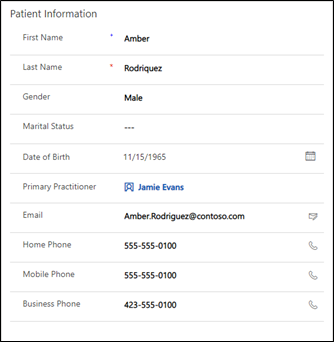 Patient Information
First Name * Amber
Last Name * Rodriquez
Gender Male
Marital Status ---
Date of Birth 11/15/1965
Primary Practitioner Jamie Evans
Email Amber.Rodriguez@contoso.com
Home Phone 555-555-0100
Mobile Phone 555-555-0100
Business Phone 423-555-0100